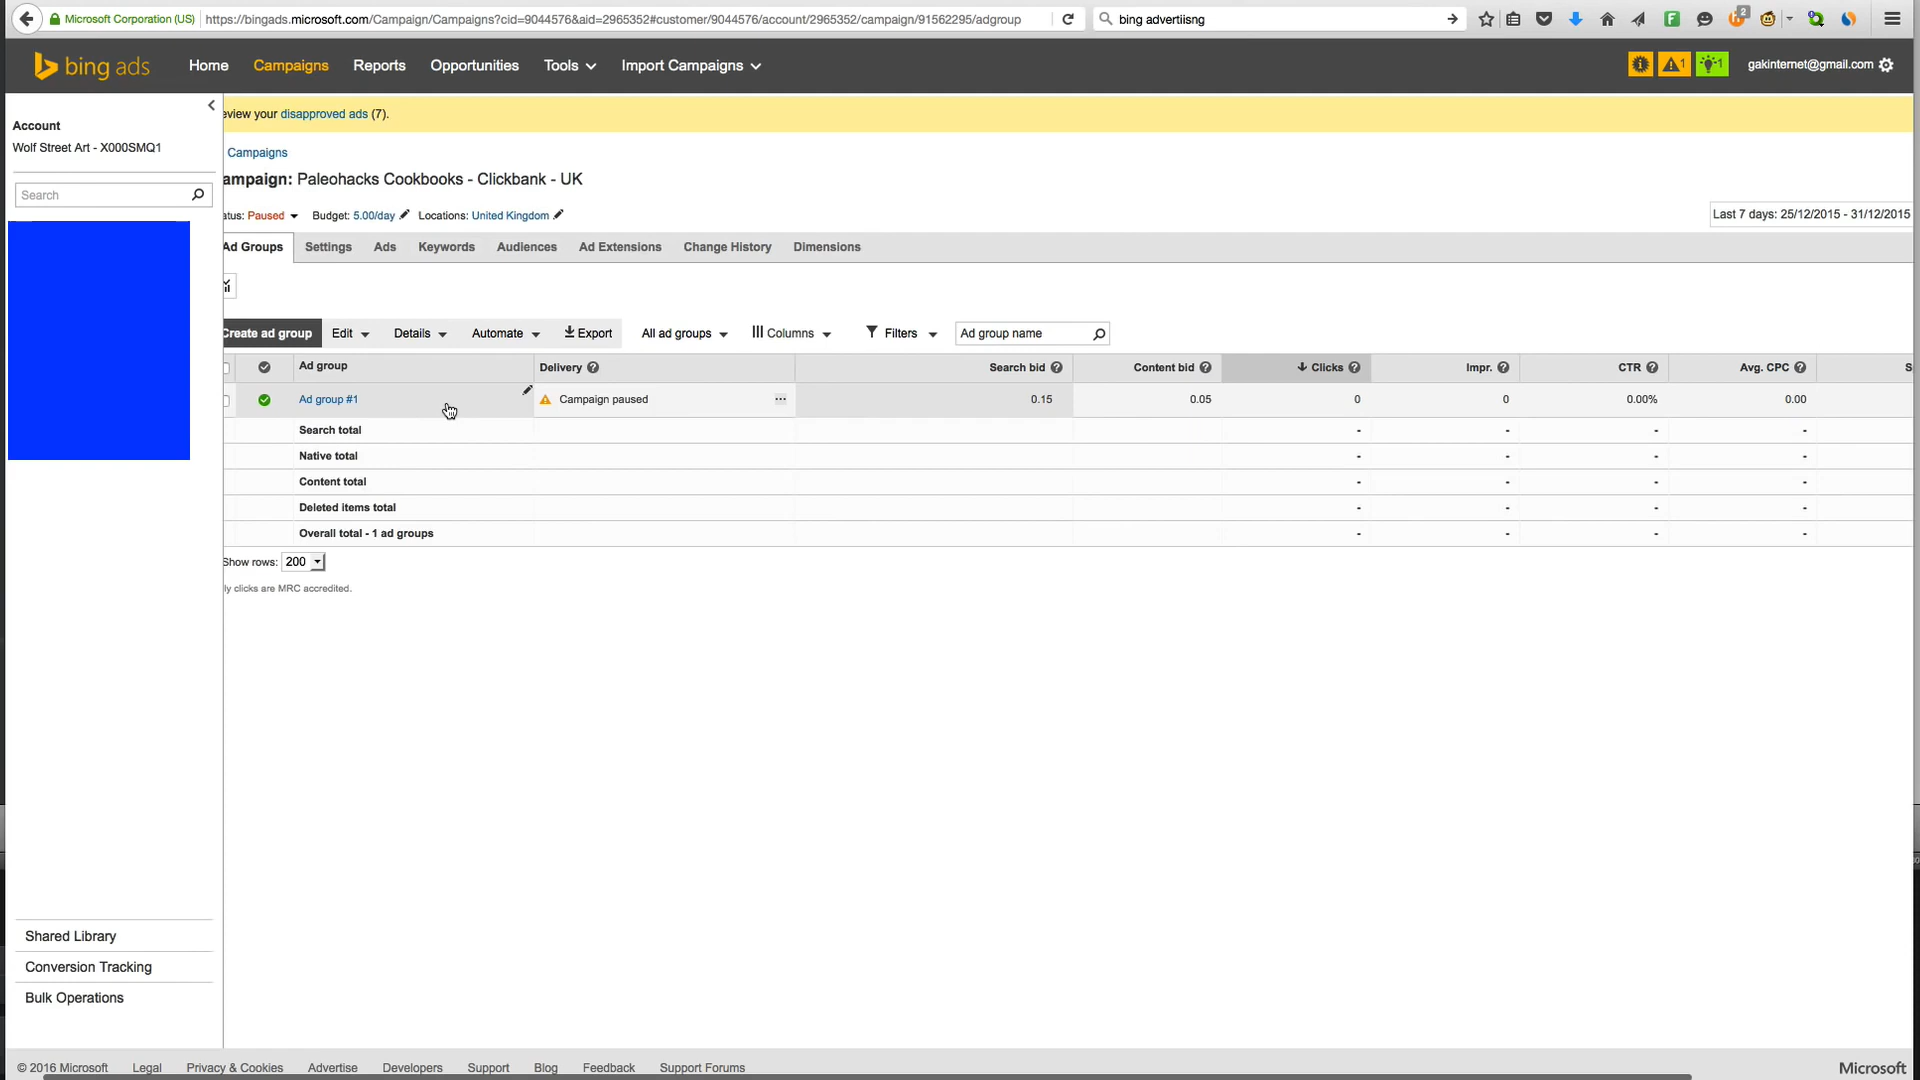 Microsoft Corporation (US) https://bingads.microsoft.com/Campaign/Campaigns?cid=9044576&aid=2965352#customer/9044576/account/2965352/campaign/91562295/adgroup bing advertiisng 2
bing ads Home Campaigns Reports Opportunities Tools Import Campaigns 1 1 gakinternet@gmail.com
eview your disapproved ads (7).
Account
Wolf Street Art - X000SMQ1
Campaigns
ampaign: Paleohacks Cookbooks - Clickbank - UK
Search
atus: Paused Budget: 5.00/day Locations: United Kingdom Last 7 days: 25/12/2015 - 31/12/2015
Ad Groups Settings Ads Keywords Audiences Ad Extensions Change History Dimensions
Create ad group Edit Details Automate Export All ad groups Columns Filters Ad group name
Ad group Delivery Search bid Content bid Clicks Impr. CTR Avg. CPC S
Ad group #1 Campaign paused ... 0.15 0.05 0 0 0.00% 0.00
Search total - - - -
Native total - - - -
Content total - - - -
Deleted items total - - - -
Overall total - 1 ad groups - - - -
Show rows: 200
ly clicks are MRC accredited.
Shared Library
Conversion Tracking
Bulk Operations
© 2016 Microsoft Legal Privacy & Cookies Advertise Developers Support Blog Feedback Support Forums Microsoft